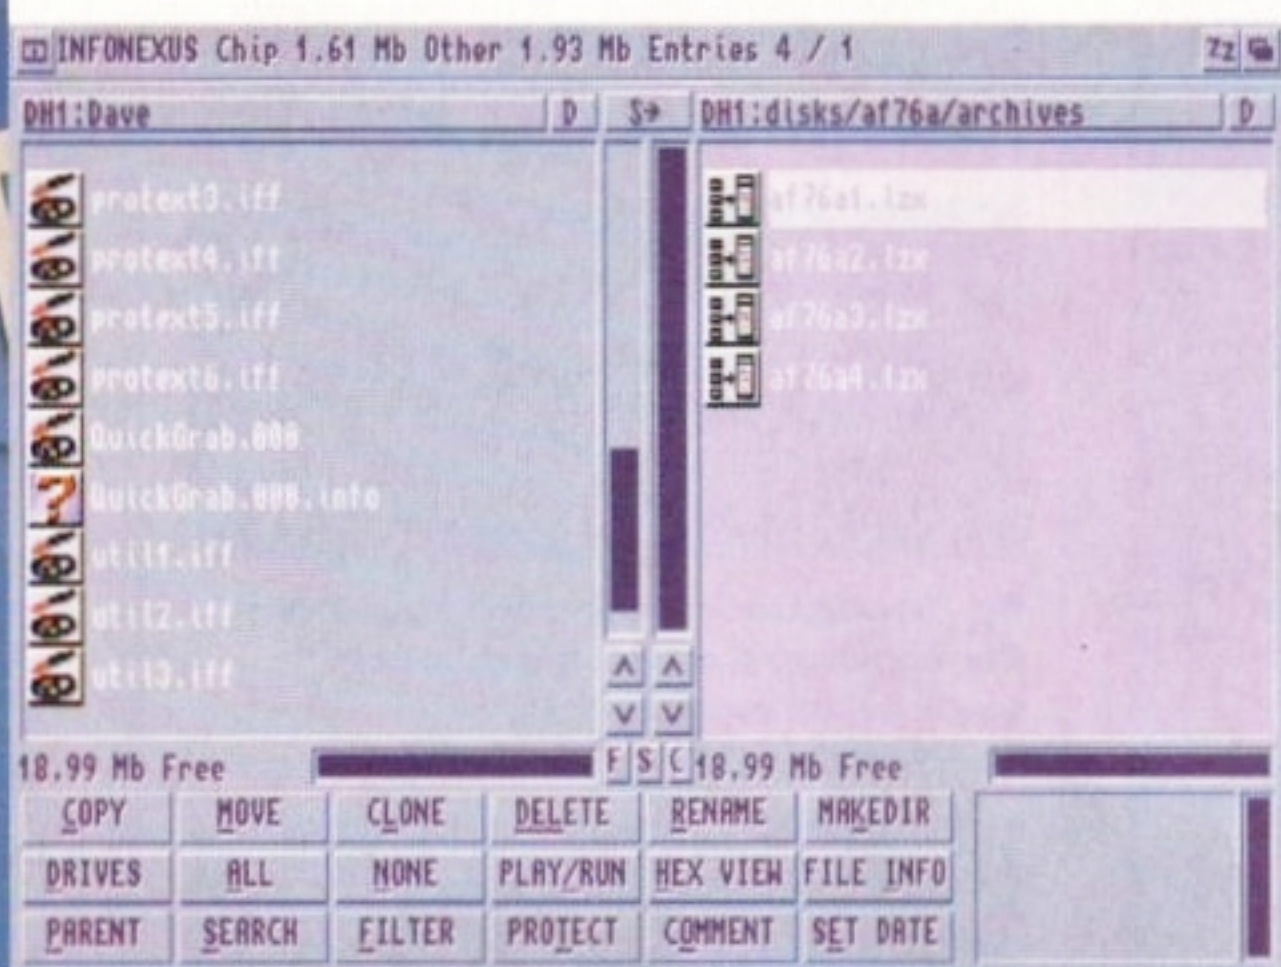 INFONEXUS Chip 1.61 Mb Other 1.93 Mb Entries 4 / 1
Zz
DH1:Dave D S→ DH1:disks/af76a/archives D
protext3.iff
protext4.iff
protext5.iff
protext6.iff
QuickGrab.000
QuickGrab.000.info
util1.iff
util2.iff
util3.iff
af76a1.lzx
af76a2.lzx
af76a3.lzx
af76a4.lzx
18.99 Mb Free F S C 18.99 Mb Free
COPY MOVE CLONE DELETE RENAME MAKEDIR
DRIVES ALL NONE PLAY/RUN HEX VIEW FILE INFO
PARENT SEARCH FILTER PROTECT COMMENT SET DATE